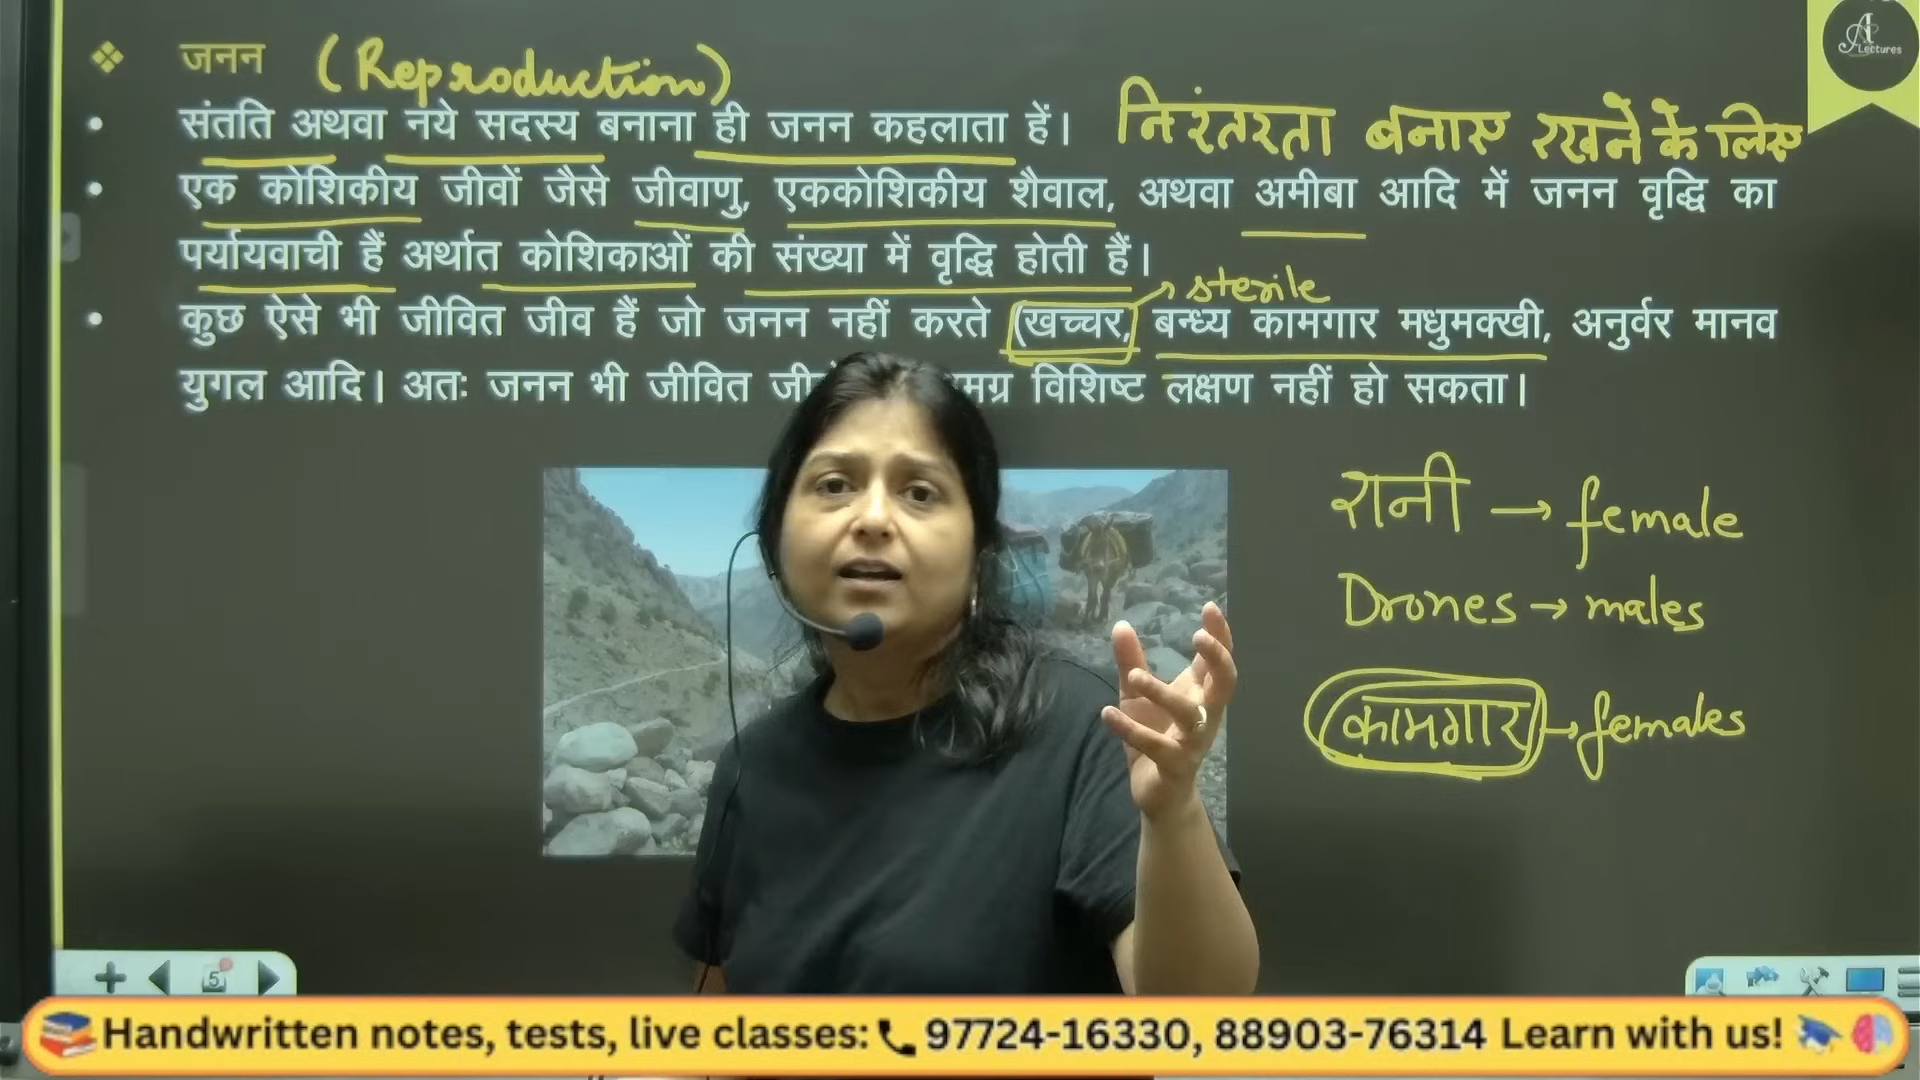 ❖ जनन (Reproduction)
• संतति अथवा नये सदस्य बनाना ही जनन कहलाता हें। निरंतरता बनाए रखने के लिए
• एक कोशिकीय जीवों जैसे जीवाणु, एककोशिकीय शैवाल, अथवा अमीबा आदि में जनन वृद्धि का
पर्यायवाची हैं अर्थात कोशिकाओं की संख्या में वृद्धि होती हैं।
→ sterile
• कुछ ऐसे भी जीवित जीव हैं जो जनन नहीं करते (खच्चर, बन्ध्य कामगार मधुमक्खी, अनुर्वर मानव
युगल आदि। अतः जनन भी जीवित विशिष्ट लक्षण नहीं हो सकता।
रानी → female
Drones → males
कामगार → females
A Lectures
5
Handwritten notes, tests, live classes: 97724-16330, 88903-76314 Learn with us!